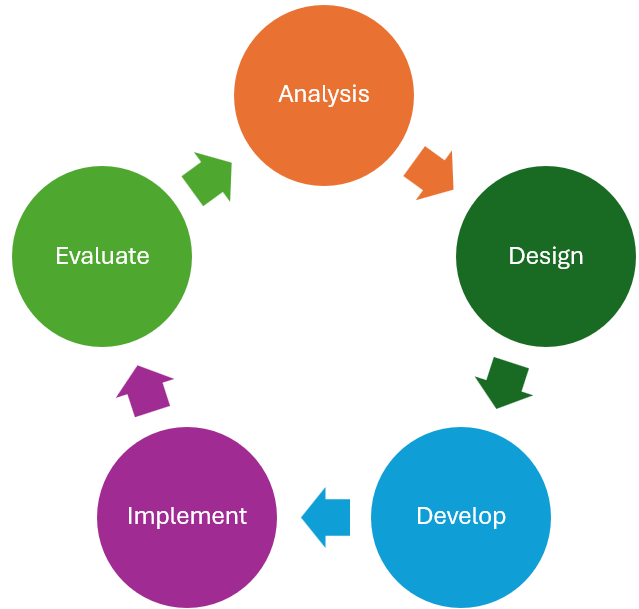 Analysis
Design
Develop
Implement
Evaluate